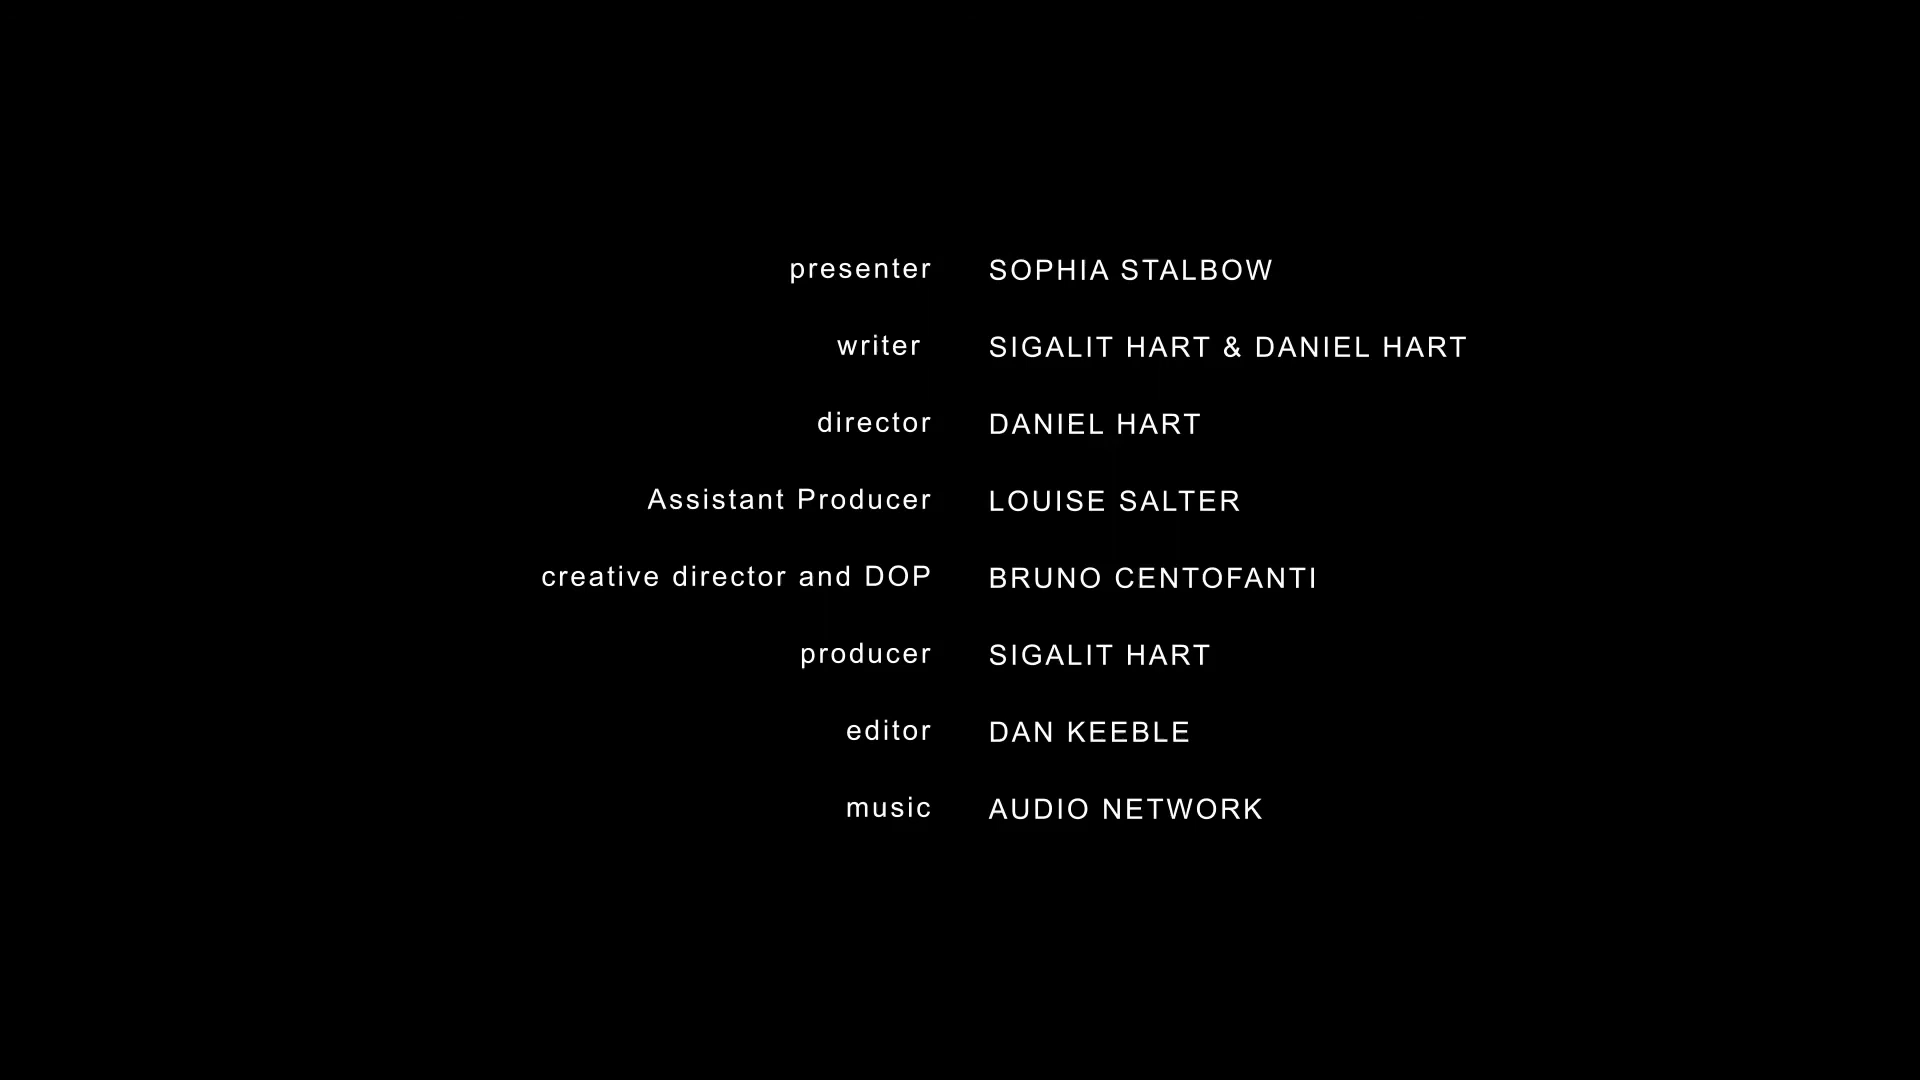 presenter SOPHIA STALBOW
writer SIGALIT HART & DANIEL HART
director DANIEL HART
Assistant Producer LOUISE SALTER
creative director and DOP BRUNO CENTOFANTI
producer SIGALIT HART
editor DAN KEEBLE
music AUDIO NETWORK